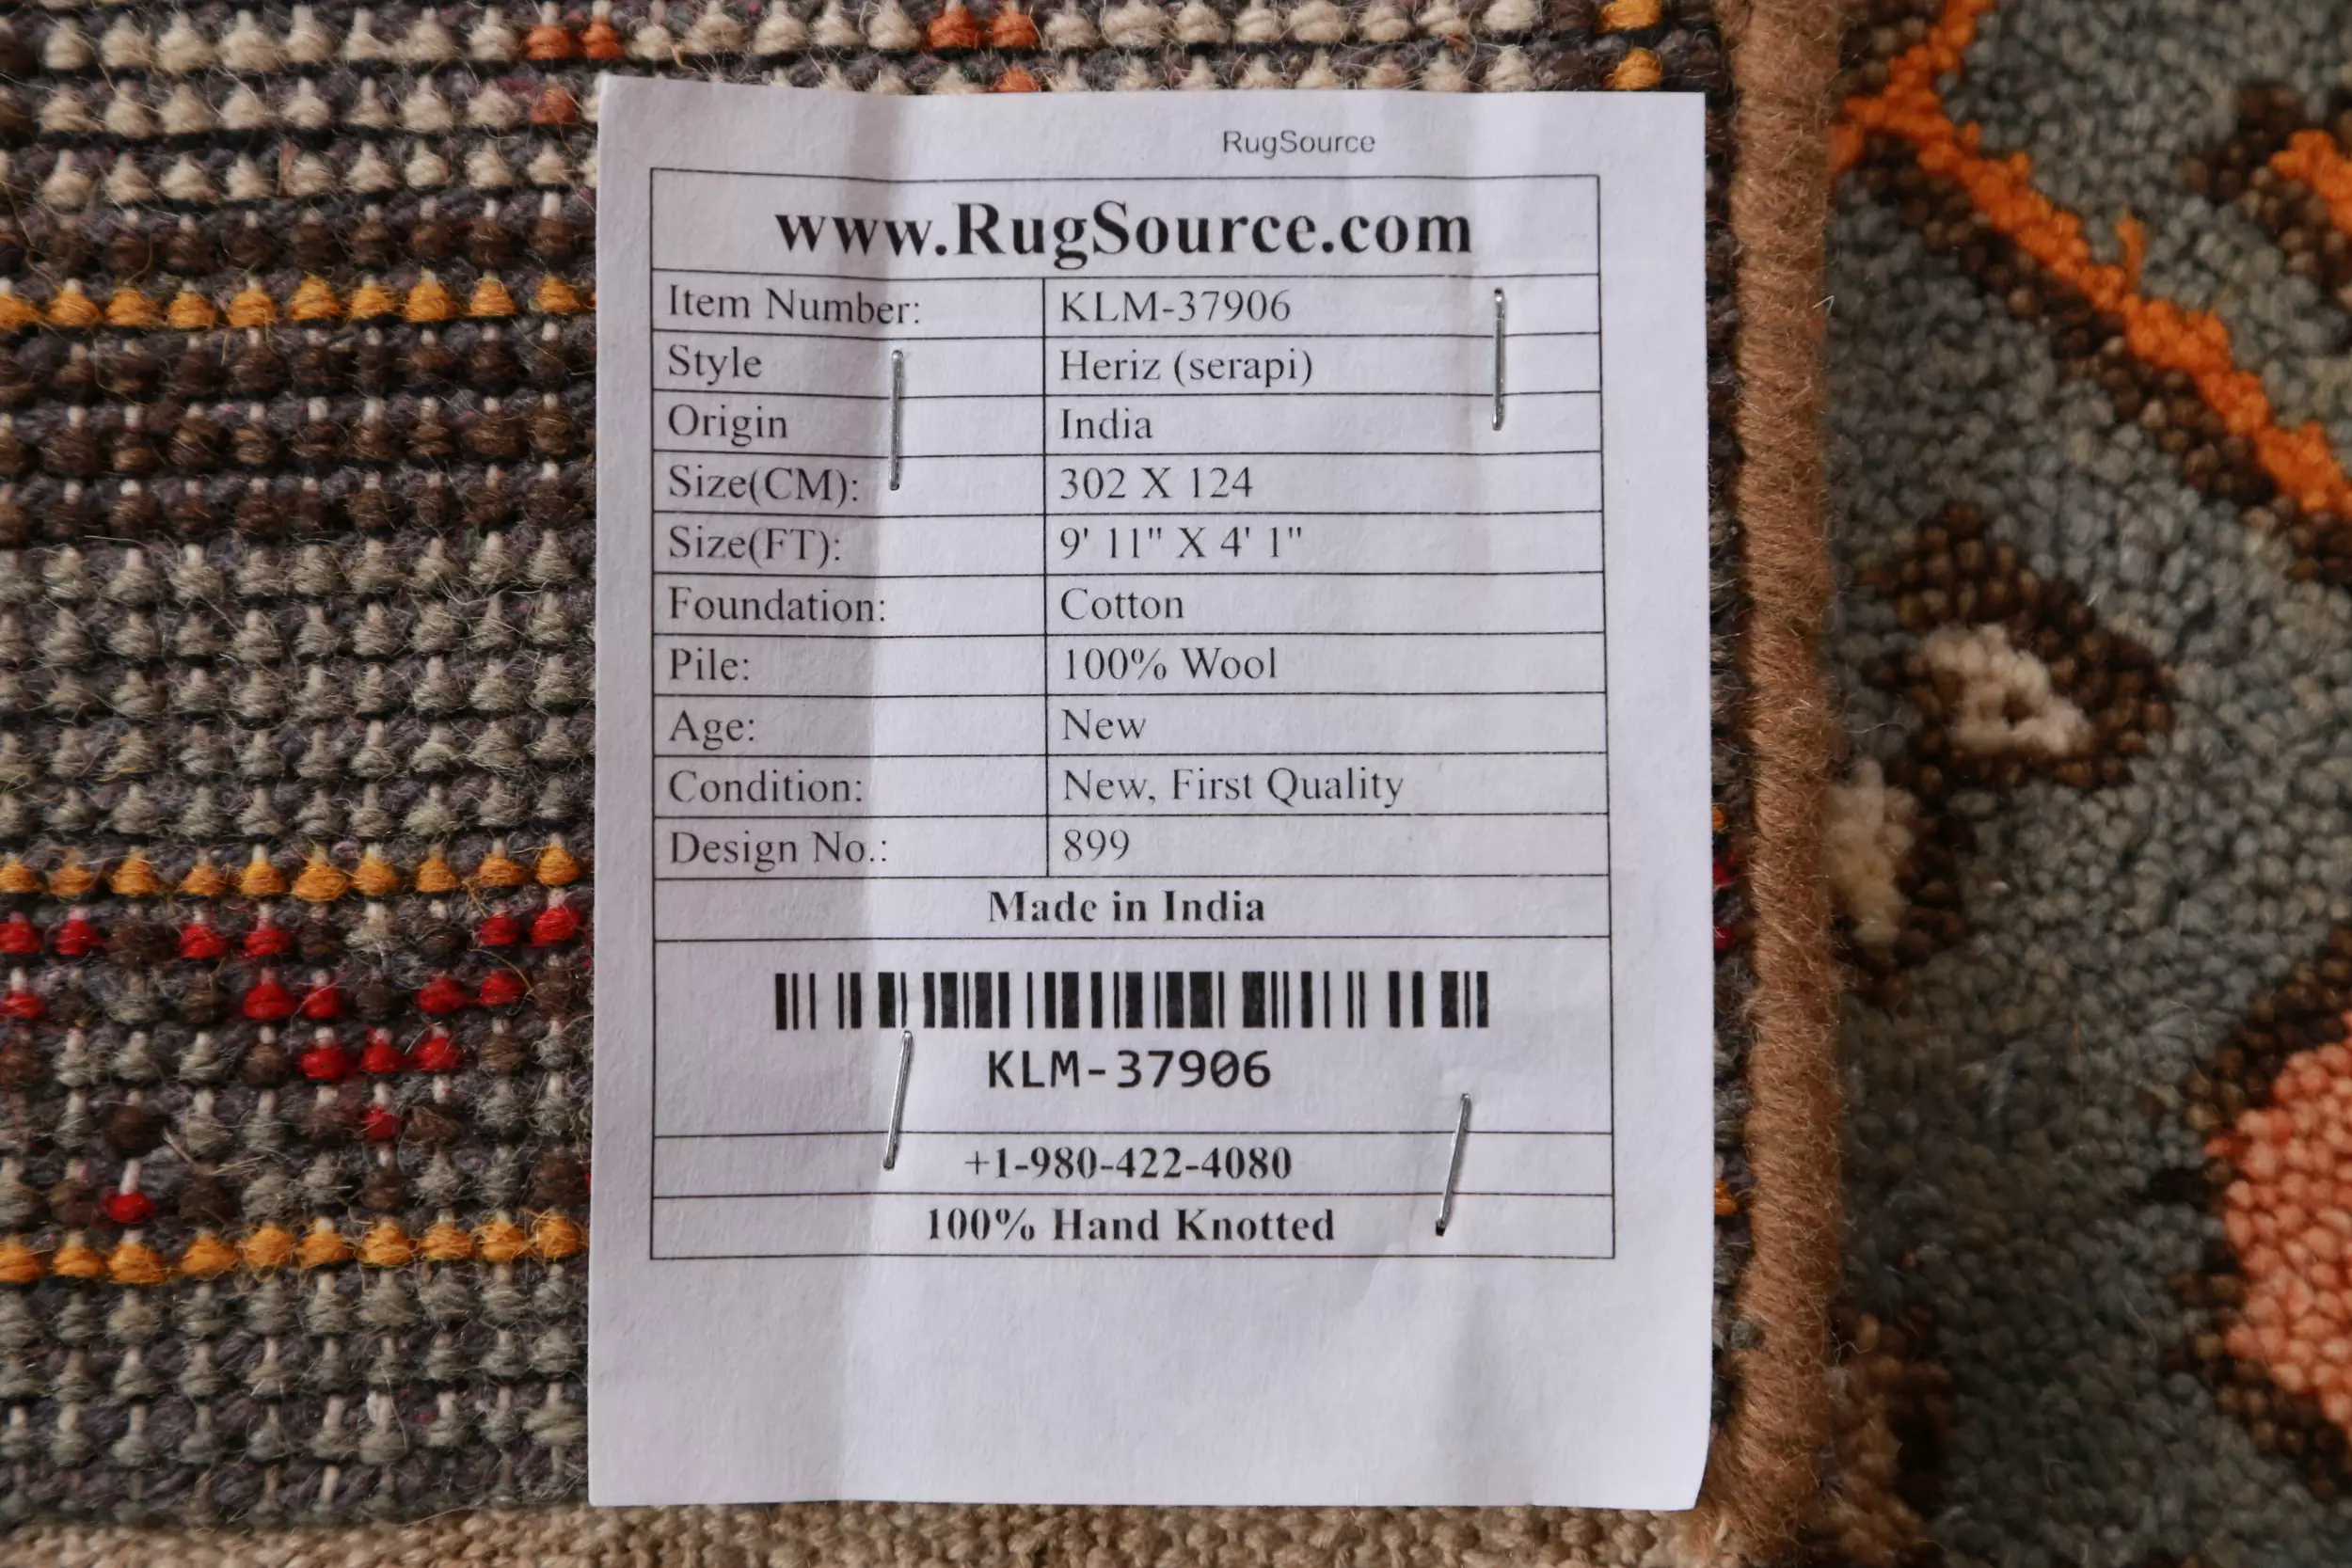 RugSource
www.RugSource.com
Item Number: KLM-37906
Style Heriz (serapi)
Origin India
Size(CM): 302 X 124
Size(FT): 9' 11" X 4' 1"
Foundation: Cotton
Pile: 100% Wool
Age: New
Condition: New, First Quality
Design No.: 899
Made in India
KLM-37906
+1-980-422-4080
100% Hand Knotted